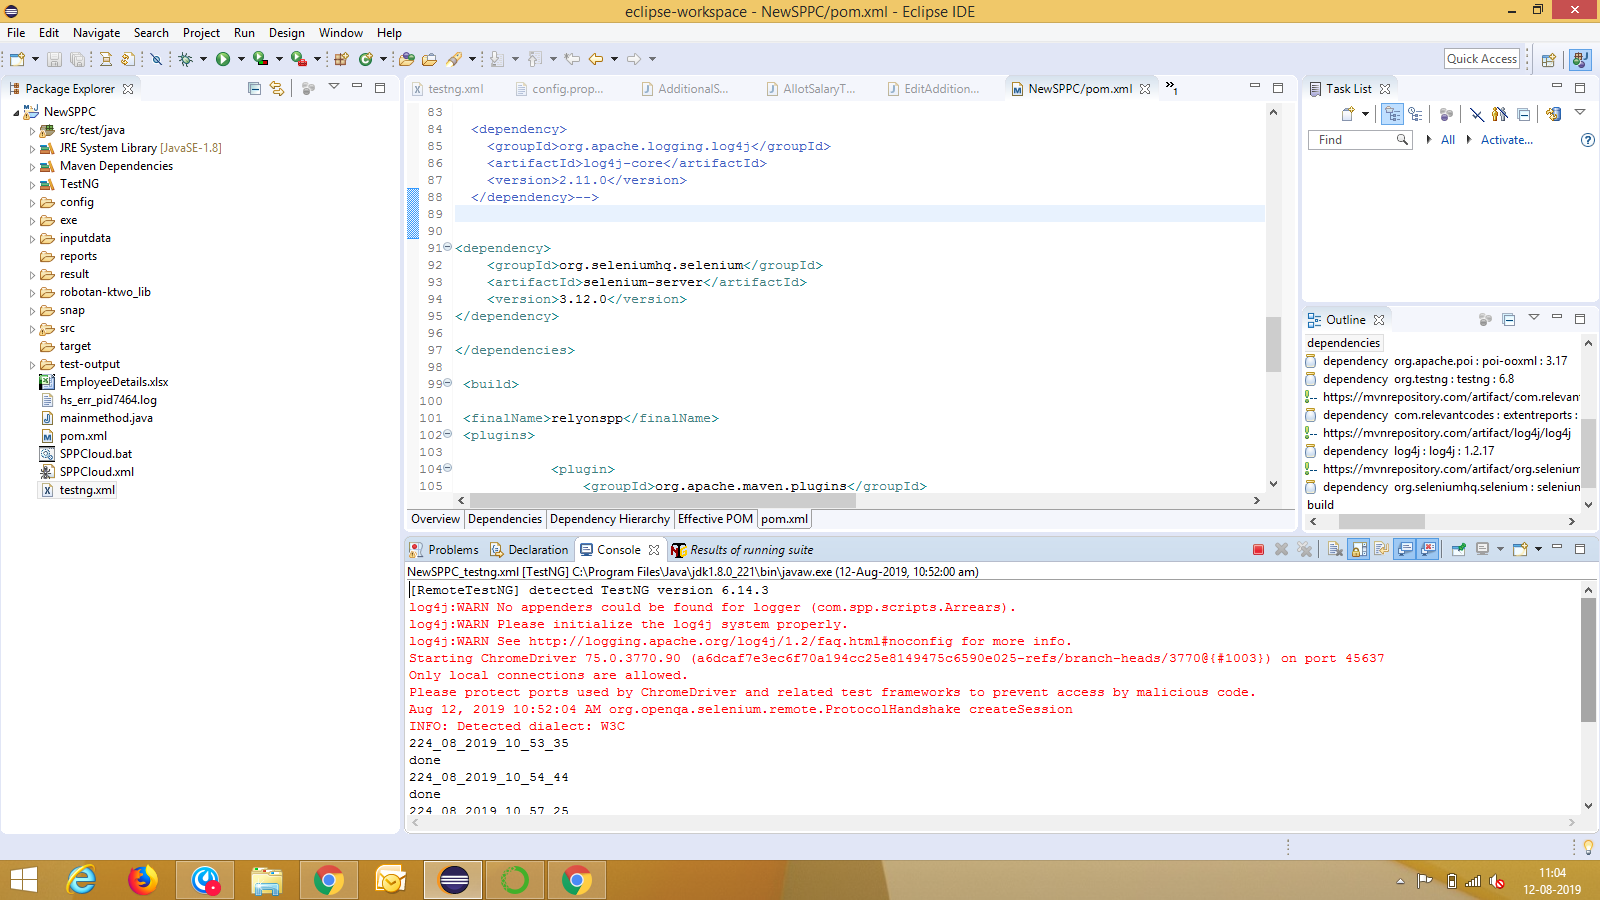 eclipse-workspace - NewSPPC/pom.xml - Eclipse IDE
File Edit Navigate Search Project Run Design Window Help
Quick Access
Package Explorer
NewSPPC
src/test/java
JRE System Library [JavaSE-1.8]
Maven Dependencies
TestNG
config
exe
inputdata
reports
result
robotan-ktwo_lib
snap
src
target
test-output
EmployeeDetails.xlsx
hs_err_pid7464.log
mainmethod.java
pom.xml
SPPCloud.bat
SPPCloud.xml
testng.xml
testng.xml config.prop... AdditionalS... AllotSalaryT... EditAddition... NewSPPC/pom.xml »1
83
84 <dependency>
85 <groupId>org.apache.logging.log4j</groupId>
86 <artifactId>log4j-core</artifactId>
87 <version>2.11.0</version>
88 </dependency>-->
89
90
91 <dependency>
92 <groupId>org.seleniumhq.selenium</groupId>
93 <artifactId>selenium-server</artifactId>
94 <version>3.12.0</version>
95 </dependency>
96
97 </dependencies>
98
99 <build>
100
101 <finalName>relyonspp</finalName>
102 <plugins>
103
104 <plugin>
105 <groupId>org.apache.maven.plugins</groupId>
Overview Dependencies Dependency Hierarchy Effective POM pom.xml
Task List
Find All Activate...
Outline
dependencies
dependency org.apache.poi : poi-ooxml : 3.17
dependency org.testng : testng : 6.8
https://mvnrepository.com/artifact/com.relevant
dependency com.relevantcodes : extentreports :
https://mvnrepository.com/artifact/log4j/log4j
dependency log4j : log4j : 1.2.17
https://mvnrepository.com/artifact/org.selenium
dependency org.seleniumhq.selenium : selenium
build
Problems Declaration Console Results of running suite
NewSPPC_testng.xml [TestNG] C:\Program Files\Java\jdk1.8.0_221\bin\javaw.exe (12-Aug-2019, 10:52:00 am)
[RemoteTestNG] detected TestNG version 6.14.3
log4j:WARN No appenders could be found for logger (com.spp.scripts.Arrears).
log4j:WARN Please initialize the log4j system properly.
log4j:WARN See http://logging.apache.org/log4j/1.2/faq.html#noconfig for more info.
Starting ChromeDriver 75.0.3770.90 (a6dcaf7e3ec6f70a194cc25e8149475c6590e025-refs/branch-heads/3770@{#1003}) on port 45637
Only local connections are allowed.
Please protect ports used by ChromeDriver and related test frameworks to prevent access by malicious code.
Aug 12, 2019 10:52:04 AM org.openqa.selenium.remote.ProtocolHandshake createSession
INFO: Detected dialect: W3C
224_08_2019_10_53_35
done
224_08_2019_10_54_44
done
224_08_2019_10_57_25
11:04
12-08-2019